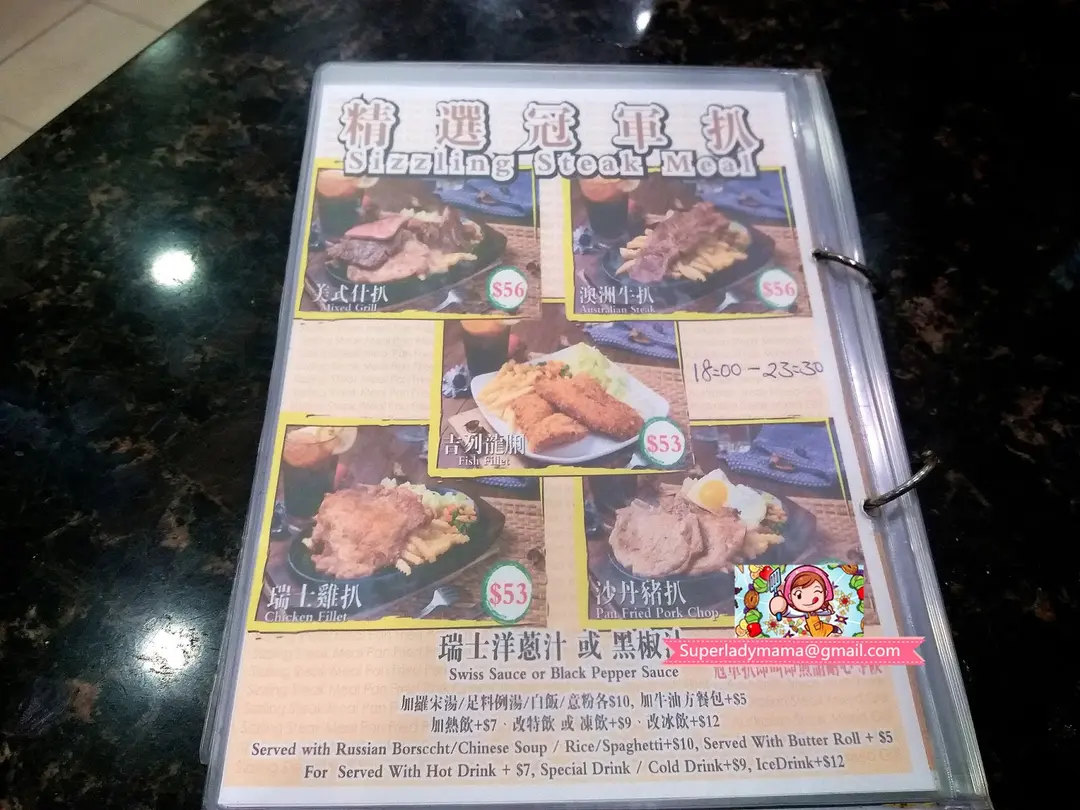 精選冠軍扒
Sizzling Steak Meal
美式什扒
Mixed Grill
$56
澳洲牛扒
Australian Steak
$56
18:00 - 23:30
吉列龍脷
Fish Fillet
$53
瑞士雞扒
Chicken Fillet
$53
沙丹豬扒
Pan Fried Pork Chop
瑞士洋蔥汁 或 黑椒汁
Superladymama@gmail.com
Swiss Sauce or Black Pepper Sauce
加羅宋湯/足料例湯/白飯/意粉各$10, 加牛油方餐包+$5
加熱飲+$7、改特飲 或 凍飲+$9、改冰飲+$12
Served with Russian Borsccht/Chinese Soup / Rice/Spaghetti+$10, Served With Butter Roll + $5
For Served With Hot Drink + $7, Special Drink / Cold Drink+$9, IceDrink+$12